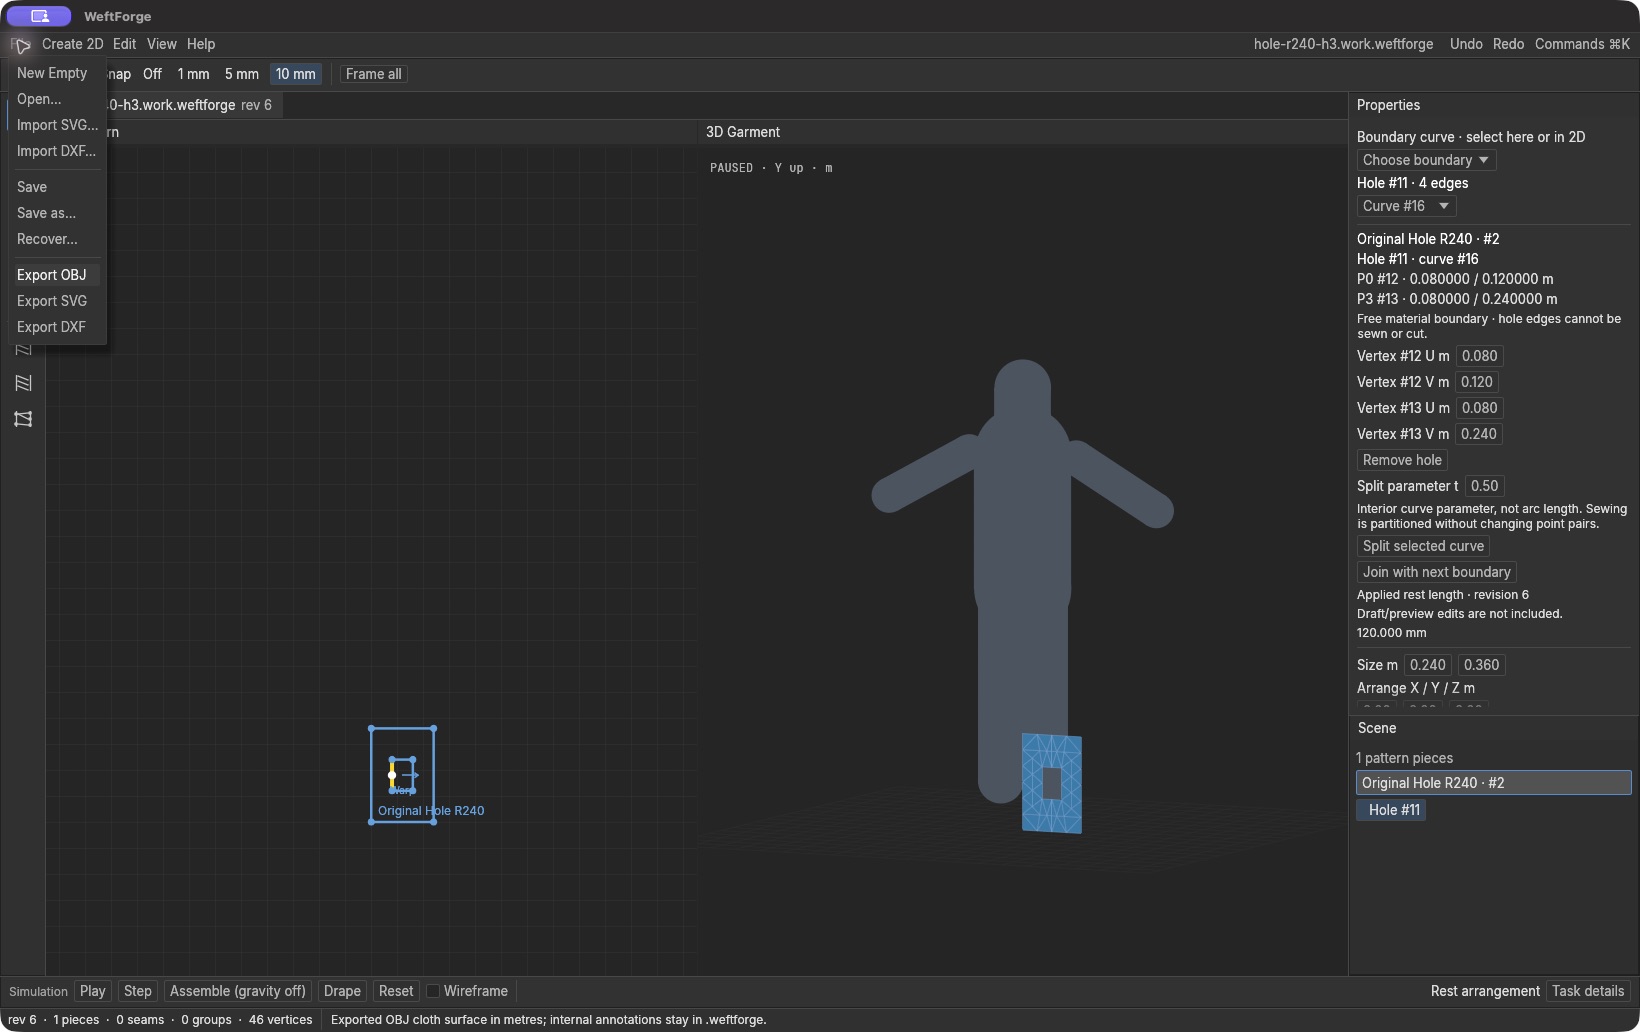 WeftForge
Create 2D Edit View Help
hole-r240-h3.work.weftforge Undo Redo Commands ⌘K
New Empty
Open...
Import SVG...
Import DXF...
Save
Save as...
Recover...
Export OBJ
Export SVG
Export DXF
nap Off 1 mm 5 mm 10 mm Frame all
0-h3.work.weftforge rev 6
rn
Original Hole R240
3D Garment
PAUSED · Y up · m
Properties
Boundary curve · select here or in 2D
Choose boundary
Hole #11 · 4 edges
Curve #16
Original Hole R240 · #2
Hole #11 · curve #16
P0 #12 · 0.080000 / 0.120000 m
P3 #13 · 0.080000 / 0.240000 m
Free material boundary · hole edges cannot be
sewn or cut.
Vertex #12 U m 0.080
Vertex #12 V m 0.120
Vertex #13 U m 0.080
Vertex #13 V m 0.240
Remove hole
Split parameter t 0.50
Interior curve parameter, not arc length. Sewing
is partitioned without changing point pairs.
Split selected curve
Join with next boundary
Applied rest length · revision 6
Draft/preview edits are not included.
120.000 mm
Size m 0.240 0.360
Arrange X / Y / Z m
Scene
1 pattern pieces
Original Hole R240 · #2
Hole #11
Simulation Play Step Assemble (gravity off) Drape Reset Wireframe
Rest arrangement Task details
rev 6 · 1 pieces · 0 seams · 0 groups · 46 vertices
Exported OBJ cloth surface in metres; internal annotations stay in .weftforge.